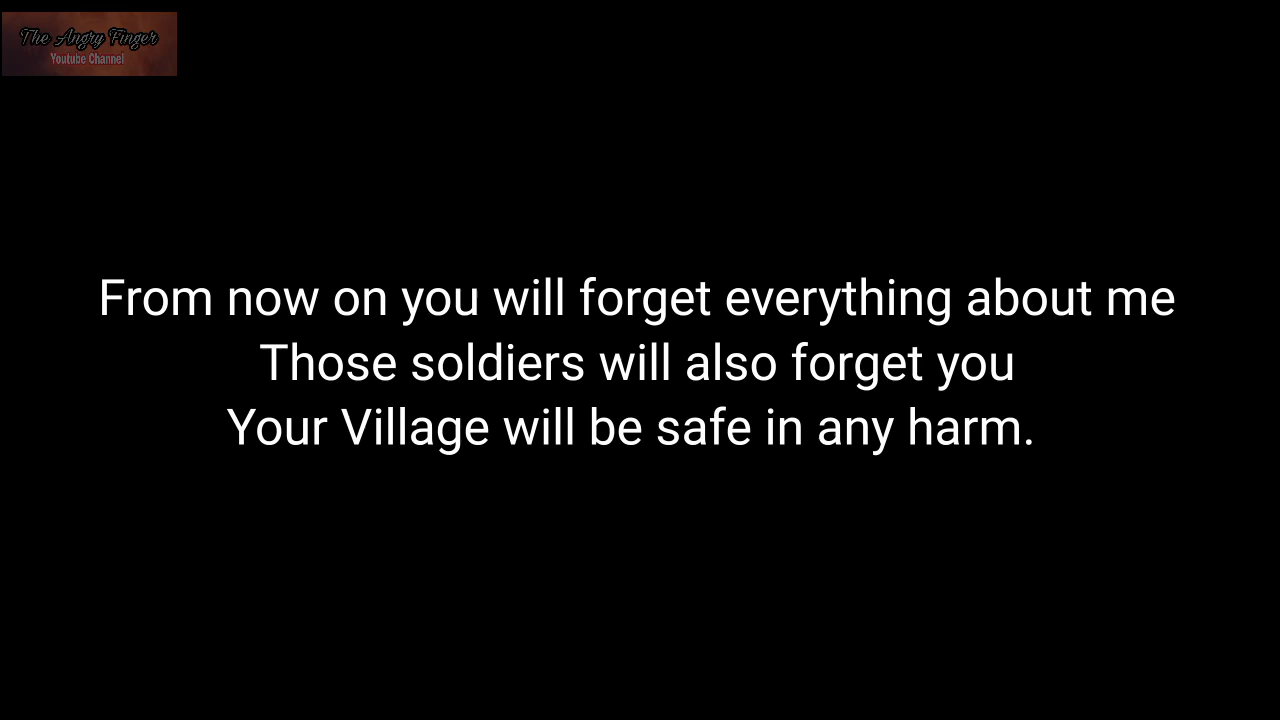 The Angry Finger
Youtube Channel
From now on you will forget everything about me
Those soldiers will also forget you
Your Village will be safe in any harm.